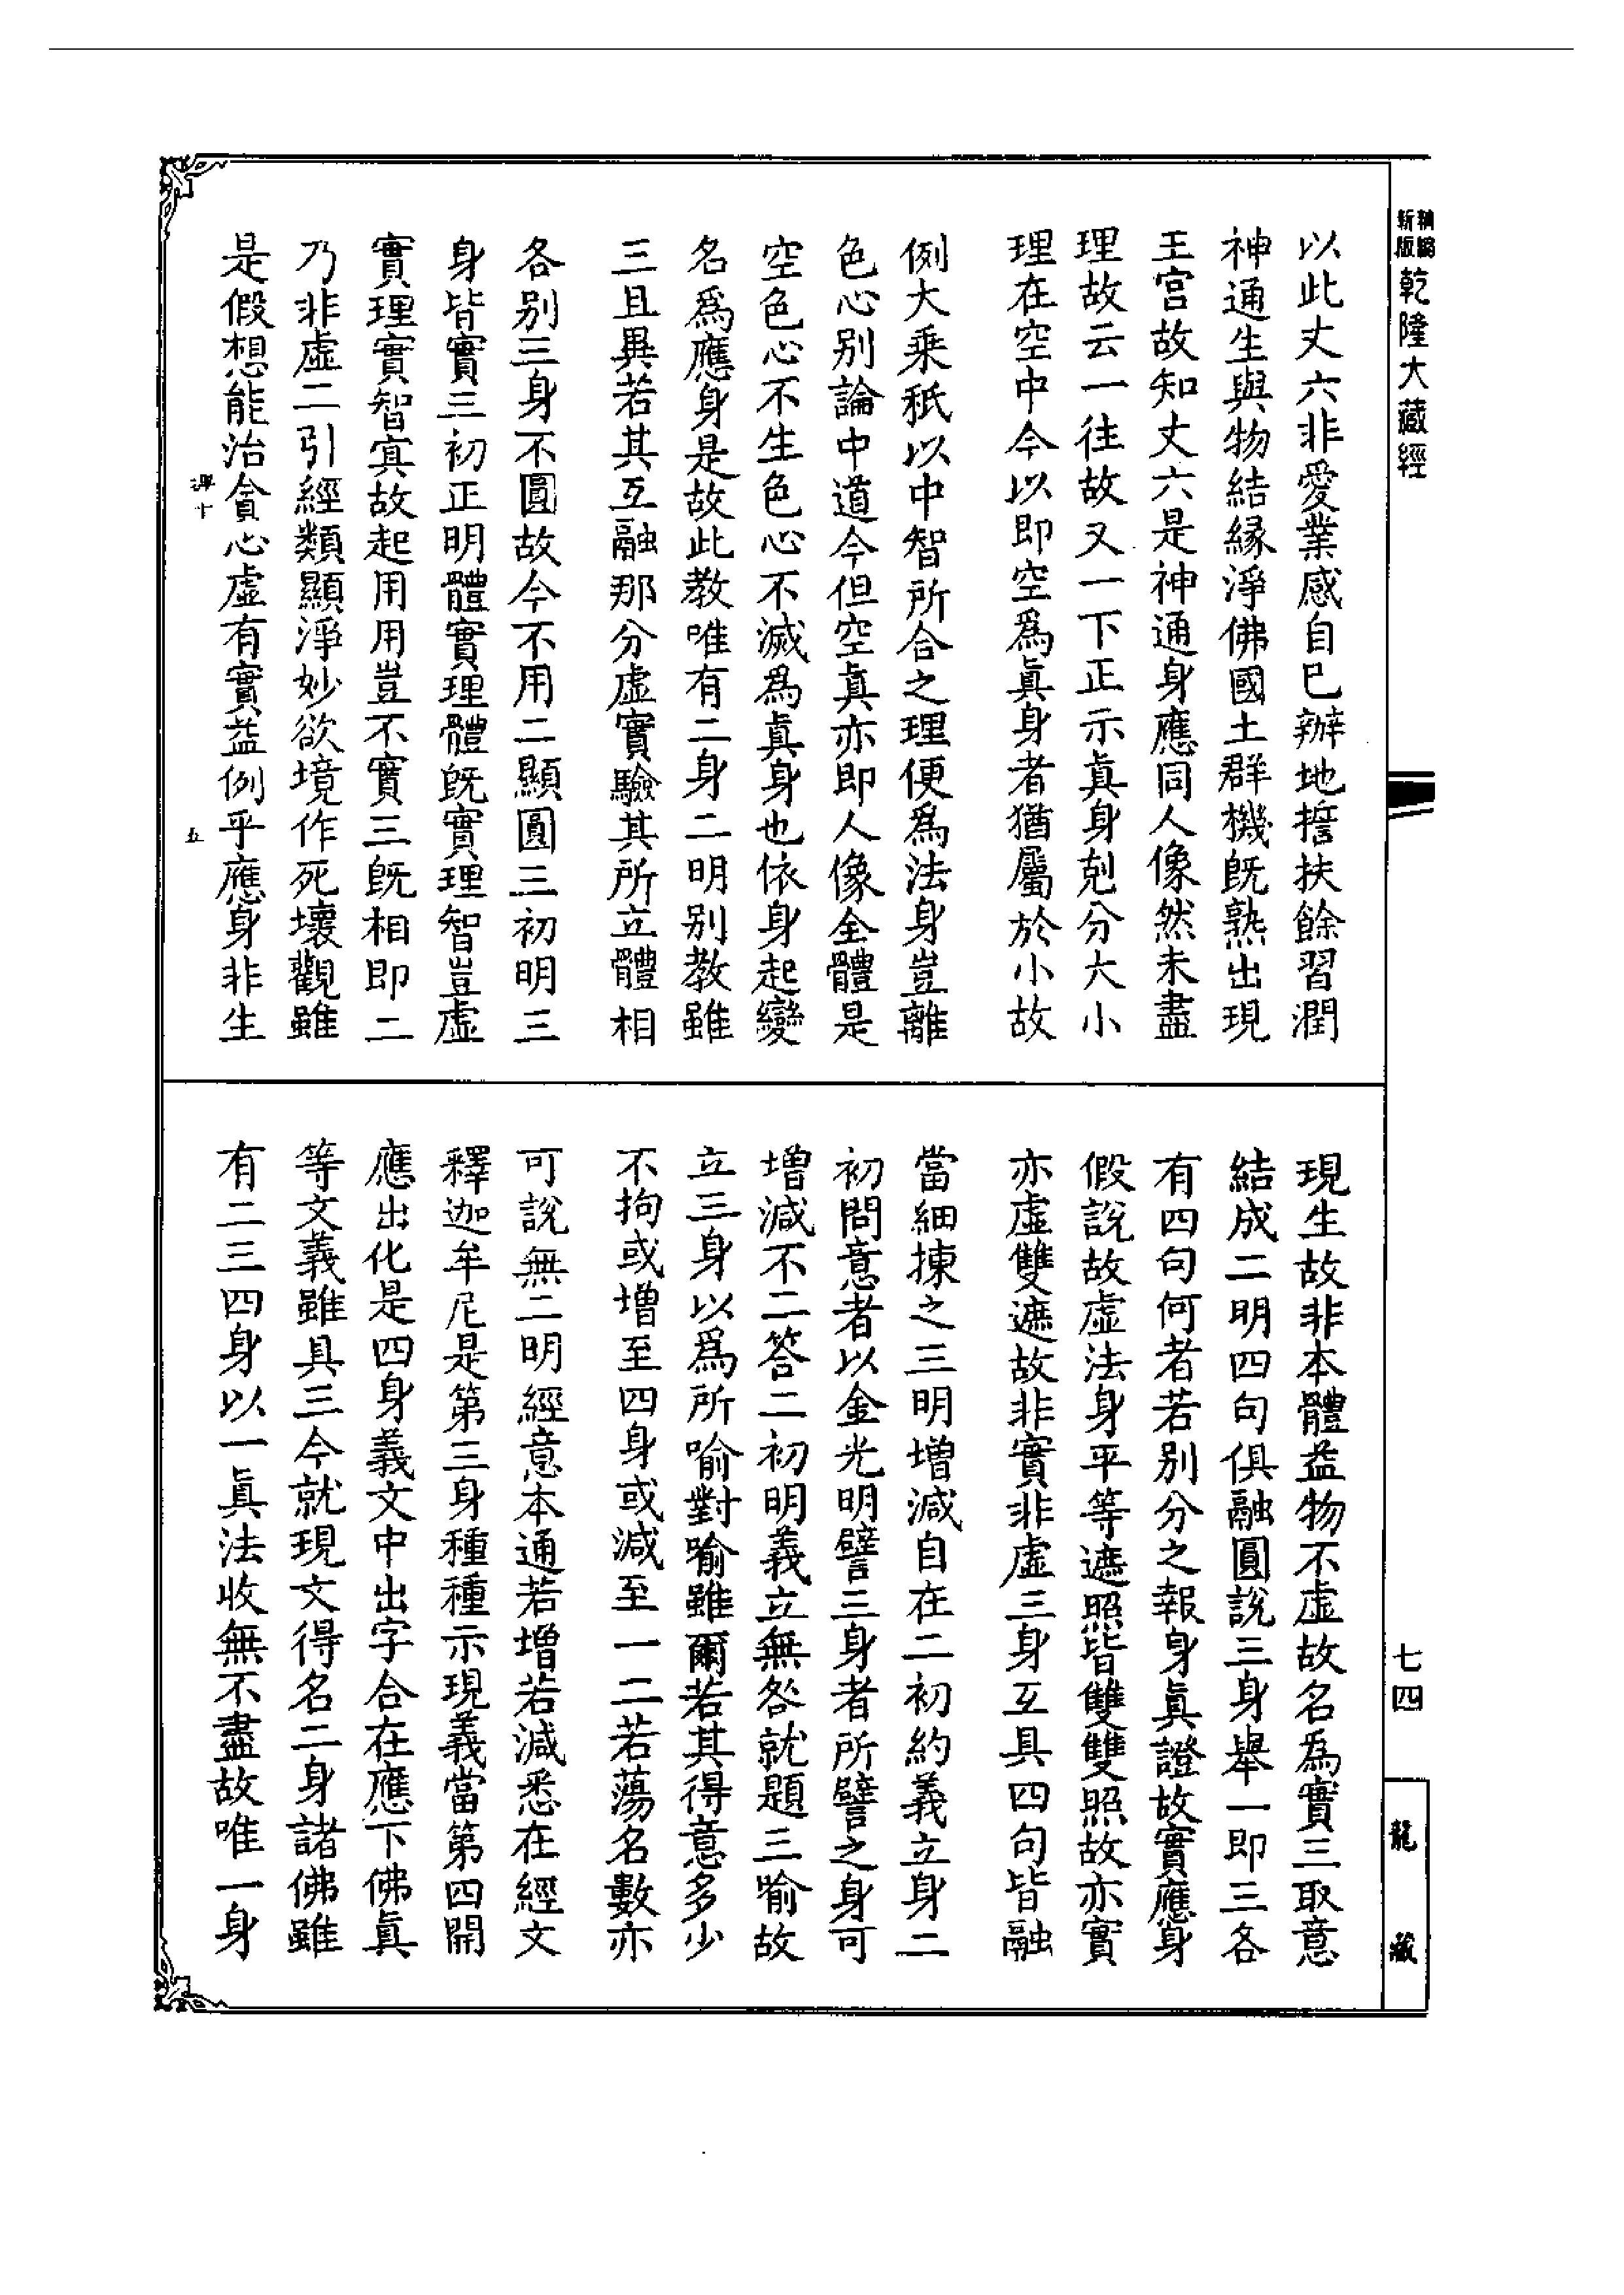 精縮新版乾隆大藏經
以此丈六非愛業感自巳辦地擔扶餘習潤
神通生與物結緣淨佛國土群機旣熟出現
王宮故知丈六是神通身應同人像然未盡
理故云一往故又一下正示眞身剋分大小
理在空中今以即空爲眞身者猶屬於小故
例大乘秖以中智所合之理便爲法身豈離
色心别論中道今但空眞亦即人像全體是
空色心不生色心不滅爲眞身也依身起變
名爲應身是故此教唯有二身二明别教雖
三且異若其互融那分虛實驗其所立體相
各别三身不圓故今不用二顯圓三初明三
身皆實三初正明體實理體旣實理智豈虛
實理實智寘故起用用豈不實三旣相即二
乃非虛二引經類顯淨妙欲境作死壞觀雖
是假想能治貪心虛有實益例乎應身非生
五
現生故非本體益物不虛故名爲實三取意
結成二明四句俱融圓說三身舉一即三各
有四句何者若别分之報身眞證故實應身
假說故虛法身平等遮照皆雙雙照故亦實
亦虛雙遮故非實非虛三身互具四句皆融
當細揀之三明增減自在二初約義立身二
初問意者以金光明譬三身者所譬之身可
增減不二答二初明義立無咎就題三喻故
立三身以爲所喻對喻雖爾若其得意多少
不拘或增至四身或減至一二若蕩名數亦
可說無二明經意本通若增若減悉在經文
釋迦牟尼是第三身種種示現義當第四開
應出化是四身義文中出字合在應下佛眞
等文義雖具三今就現文得名二身諸佛雖
有二三四身以一眞法收無不盡故唯一身
七四
龍藏